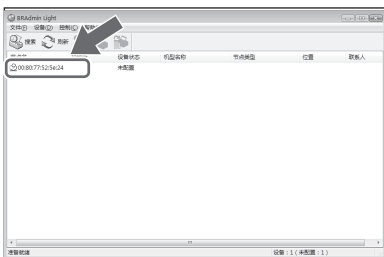 BRAdmin Light
文件(F) 设备(D) 控制(C)
搜索 刷新
设备状态 机型名称 节点类型 位置 联系人
00:80:77:52:5e:24 未配置
准备就绪 设备：1（未配置：1）